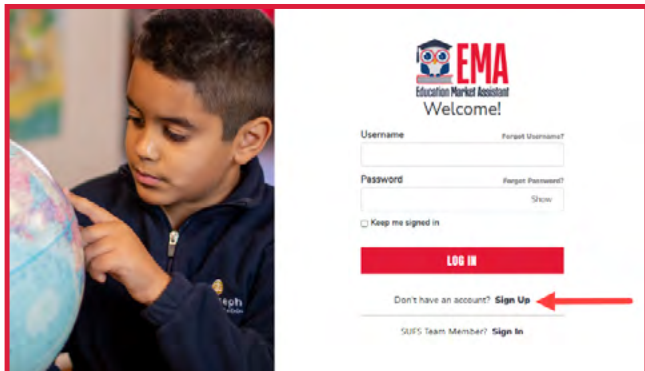 EMA
Education Market Assistant
Welcome!
Username Forgot Username?
Password Forgot Password?
Show
Keep me signed in
LOG IN
Don't have an account? Sign Up
SUFS Team Member? Sign In